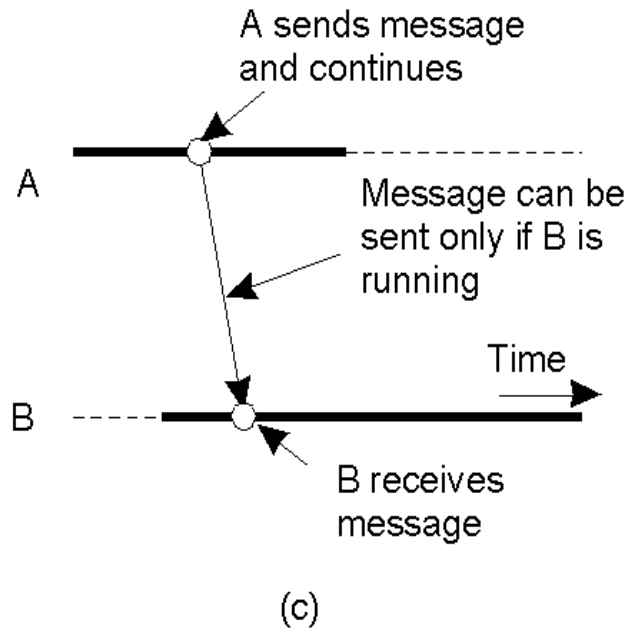 A sends message
and continues
A
Message can be
sent only if B is
running
Time
B
B receives
message
(c)